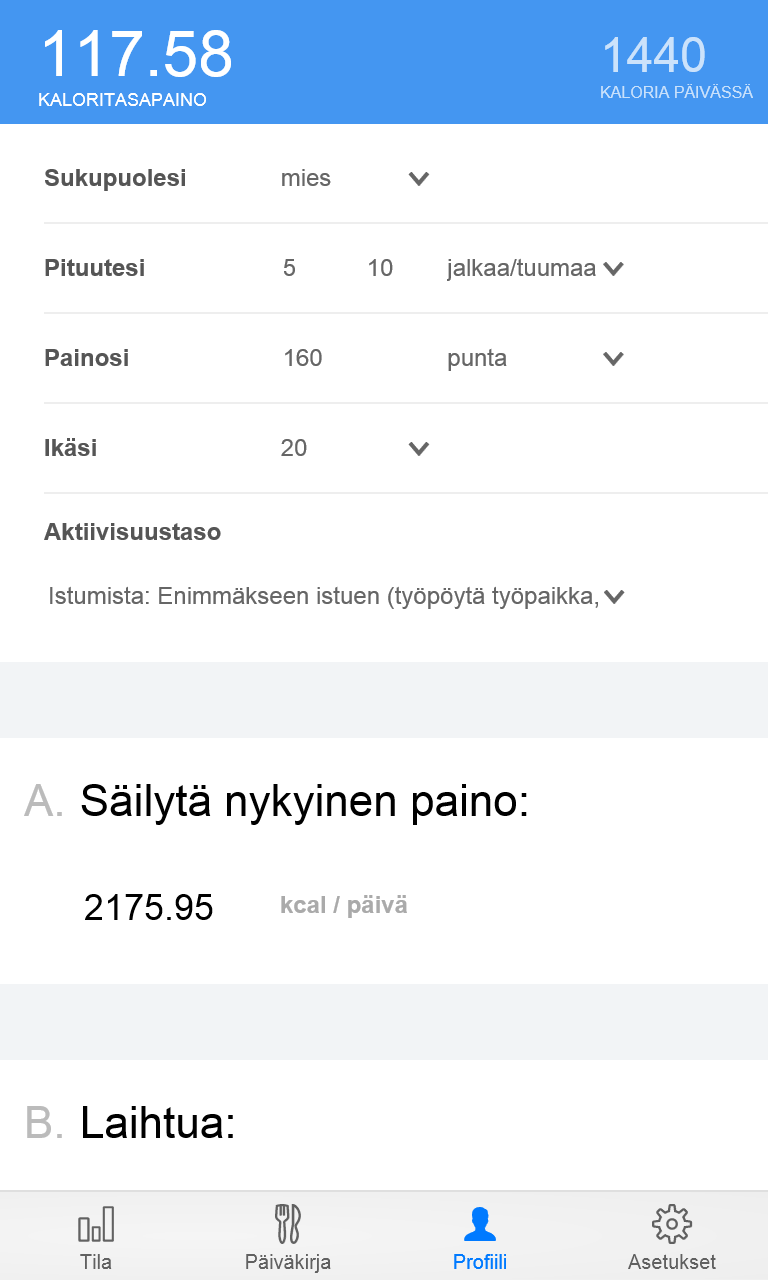 117.58
KALORITASAPAINO
1440
KALORIA PÄIVÄSSÄ
Sukupuolesi mies
Pituutesi 5 10 jalkaa/tuumaa
Painosi 160 punta
Ikäsi 20
Aktiivisuustaso
Istumista: Enimmäkseen istuen (työpöytä työpaikka,
A. Säilytä nykyinen paino:
2175.95 kcal / päivä
B. Laihtua:
Tila Päiväkirja Profiili Asetukset